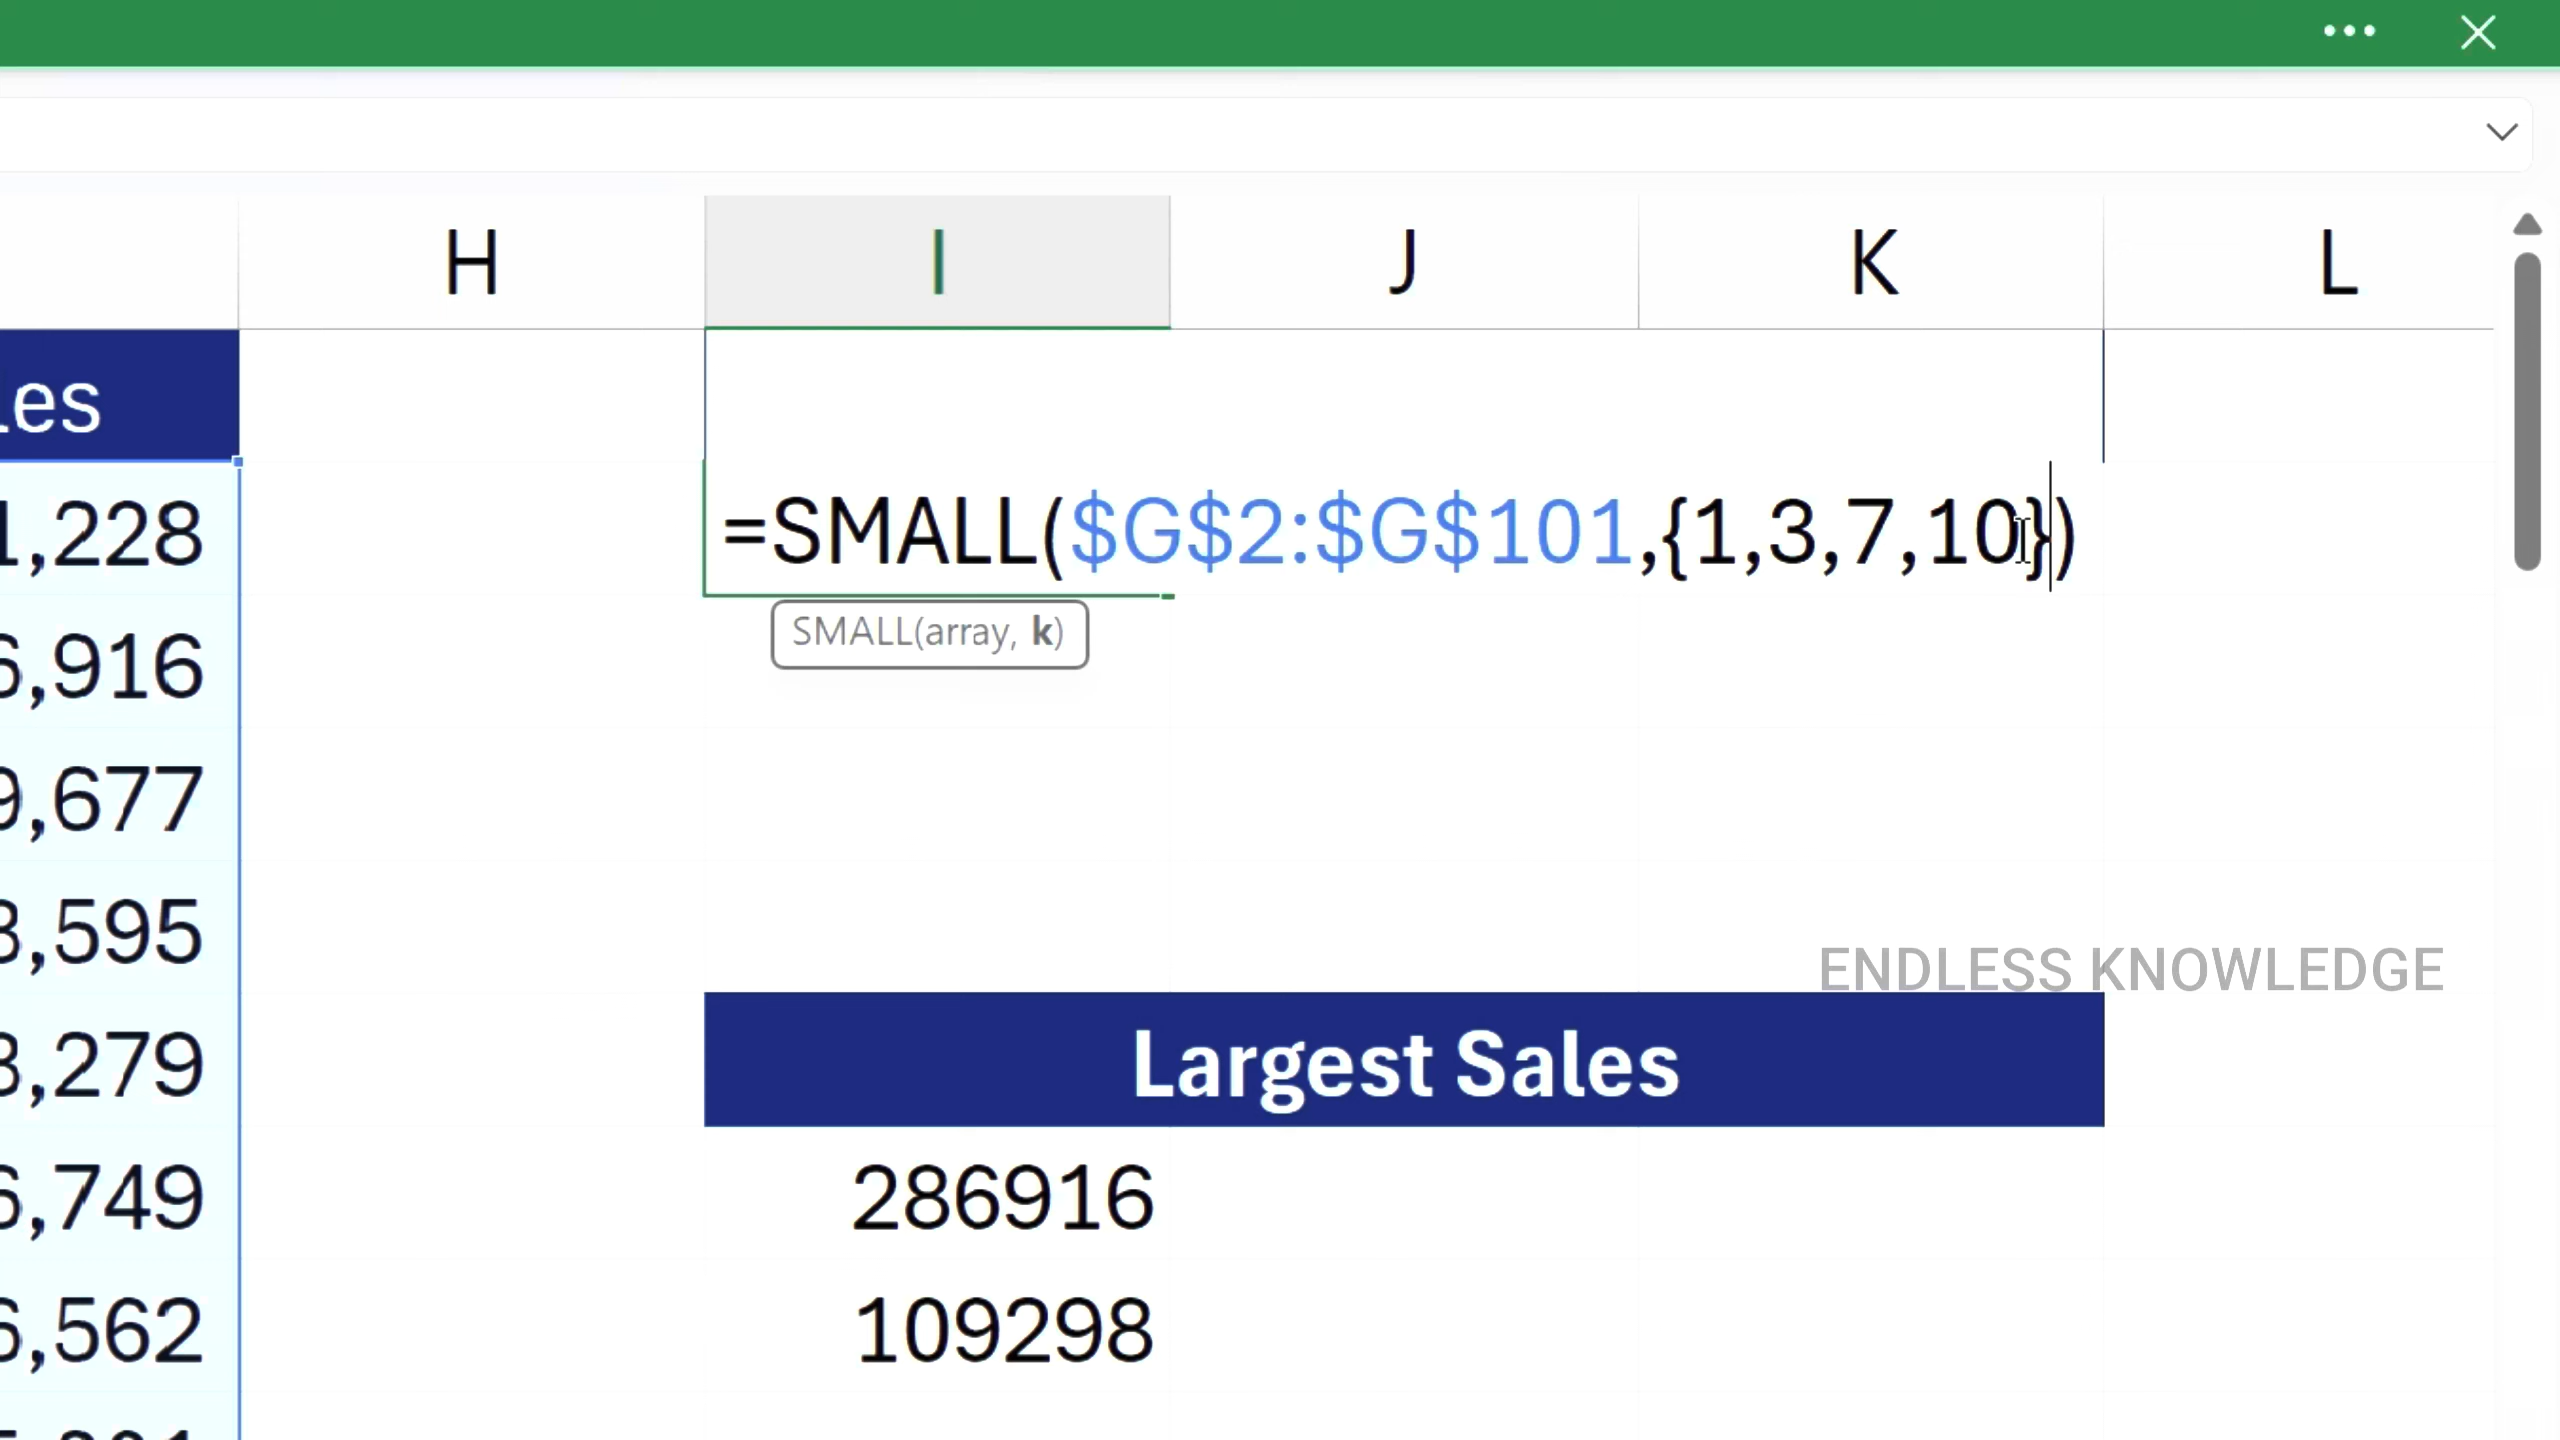 H I J K L
les
1,228
=SMALL($G$2:$G$101,{1,3,7,10})
SMALL(array, k)
6,916
9,677
3,595
ENDLESS KNOWLEDGE
3,279
Largest Sales
6,749
286916
6,562
109298